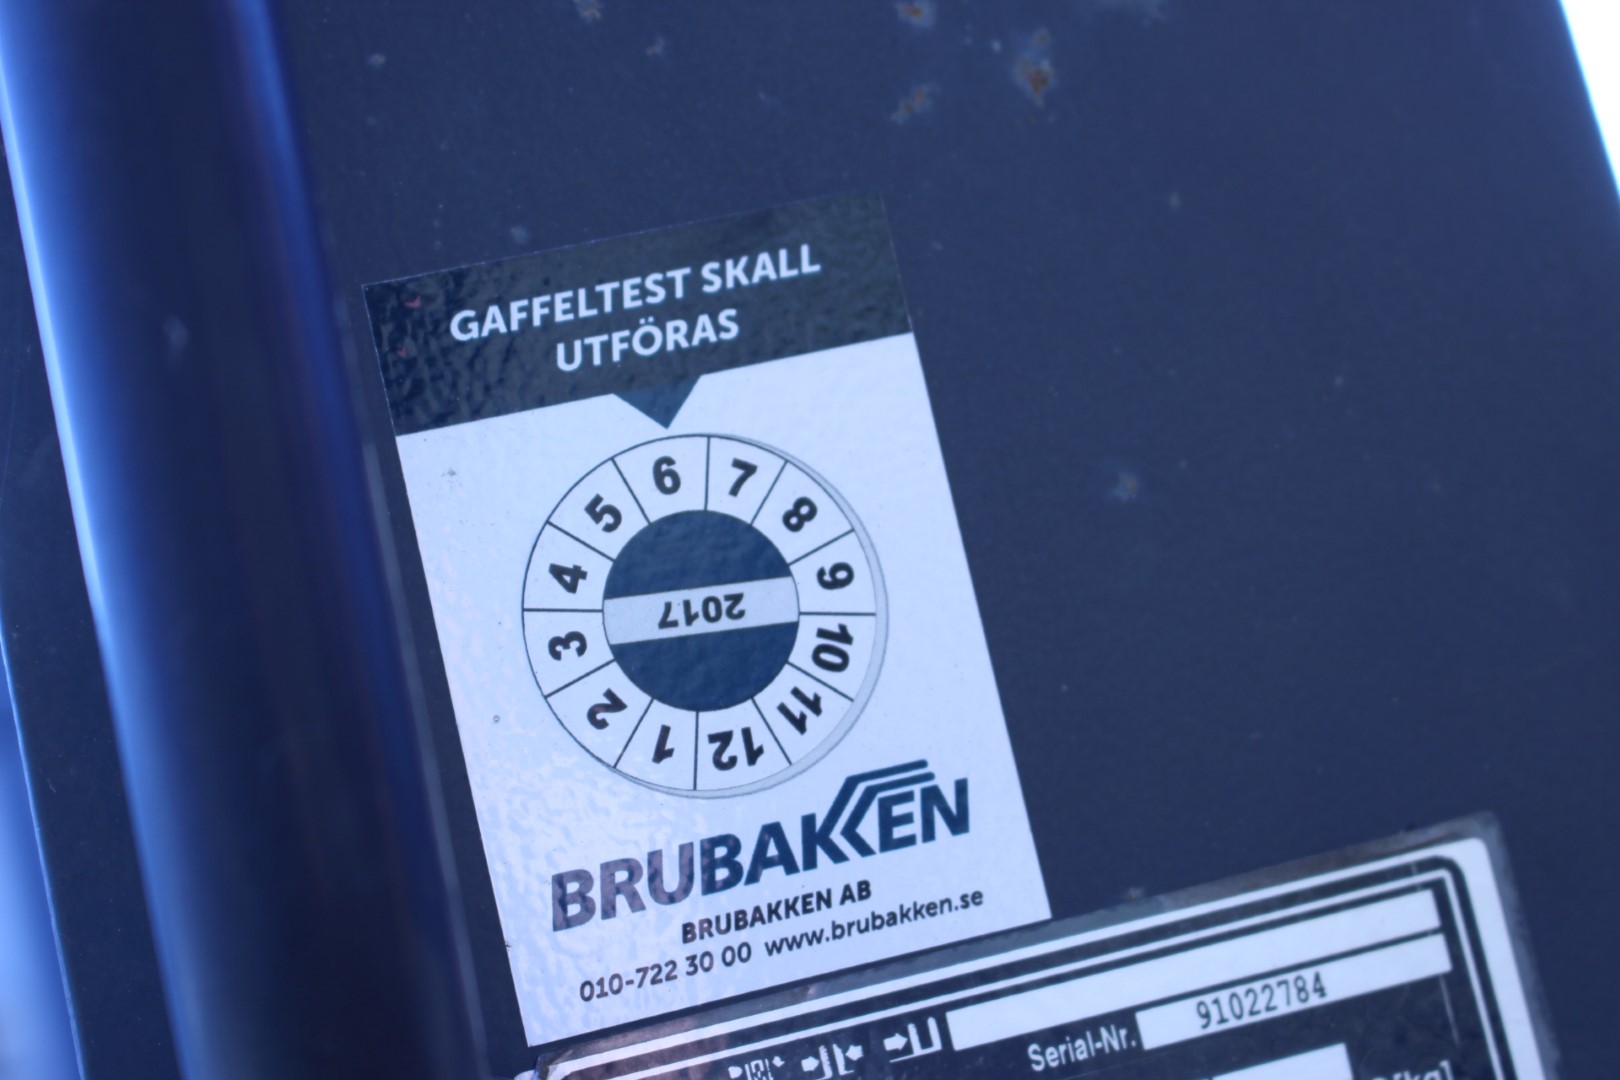 GAFFELTEST SKALL
UTFÖRAS
6
7
8
9
10
11
12
1
2
3
4
5
2017
BRUBAKKEN
BRUBAKKEN AB
010-722 30 00 www.brubakken.se
Serial-Nr. 91022784